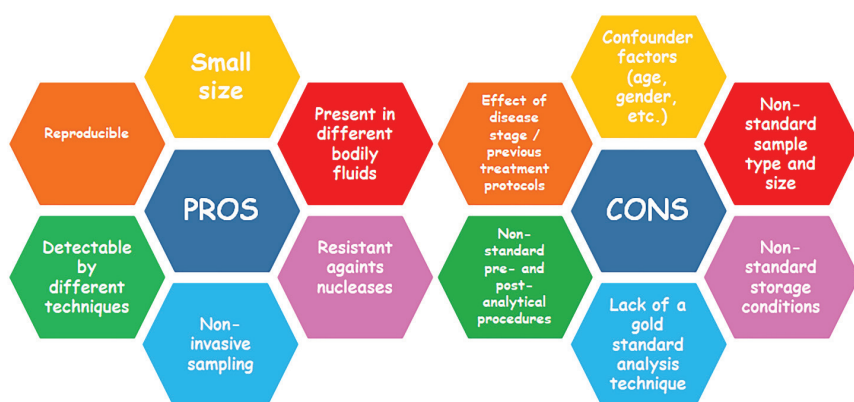 Small
size
Reproducible
Present in
different
bodily
fluids
PROS
Detectable
by
different
techniques
Resistant
againts
nucleases
Non-
invasive
sampling
Confounder
factors
(age,
gender,
etc.)
Effect of
disease
stage /
previous
treatment
protocols
Non-
standard
sample
type and
size
CONS
Non-
standard
pre- and
post-
analytical
procedures
Non-
standard
storage
conditions
Lack of a
gold
standard
analysis
technique